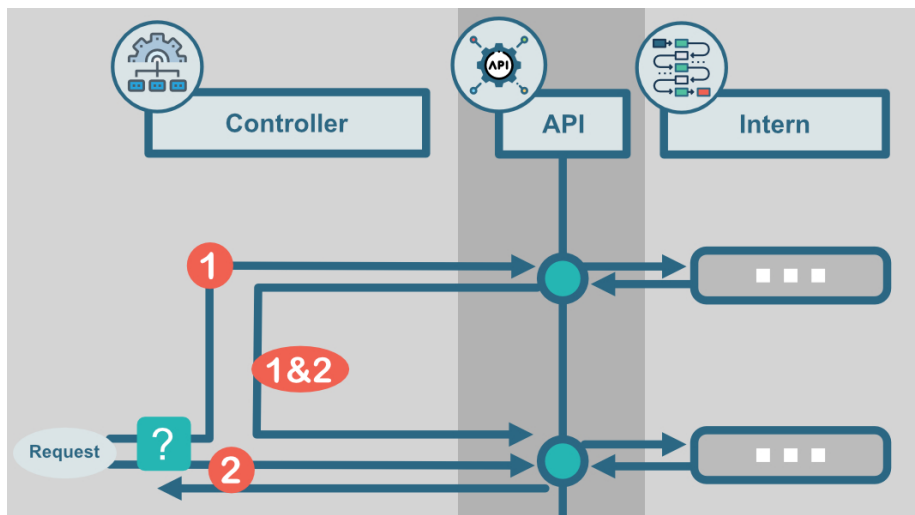 Controller
API
API
Intern
1
1&2
Request
?
2